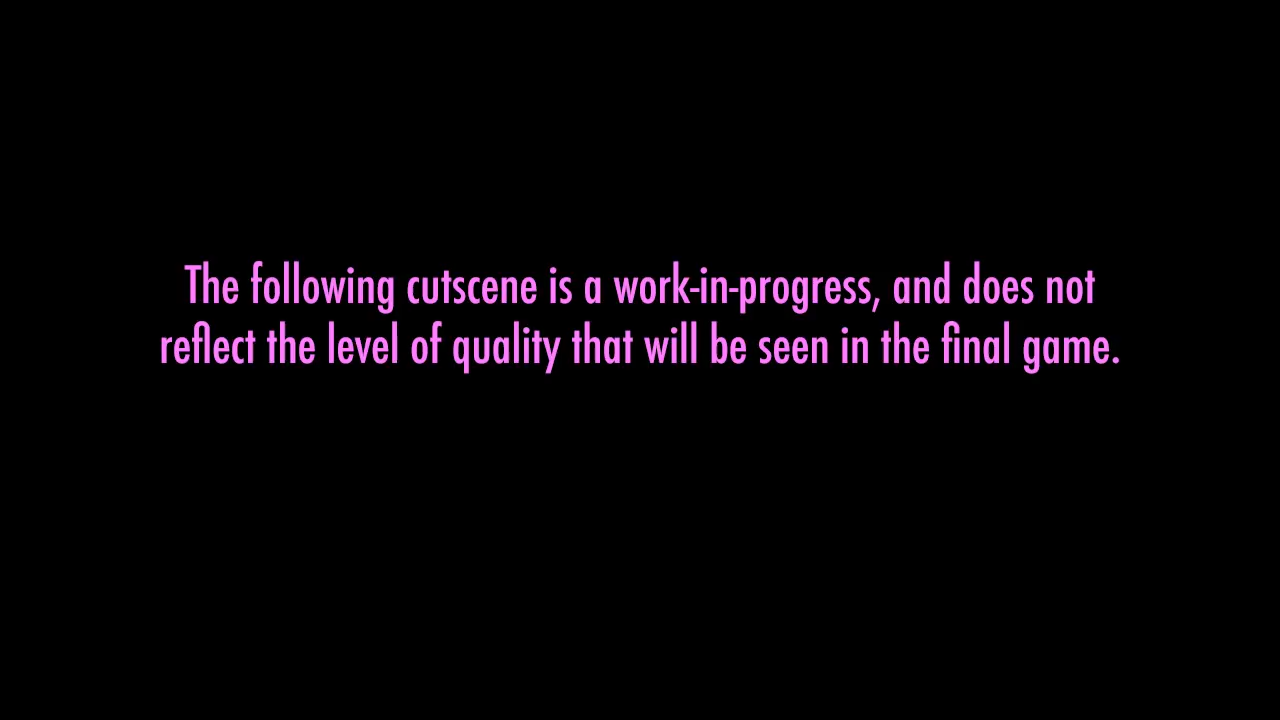 The following cutscene is a work-in-progress, and does not
reflect the level of quality that will be seen in the final game.